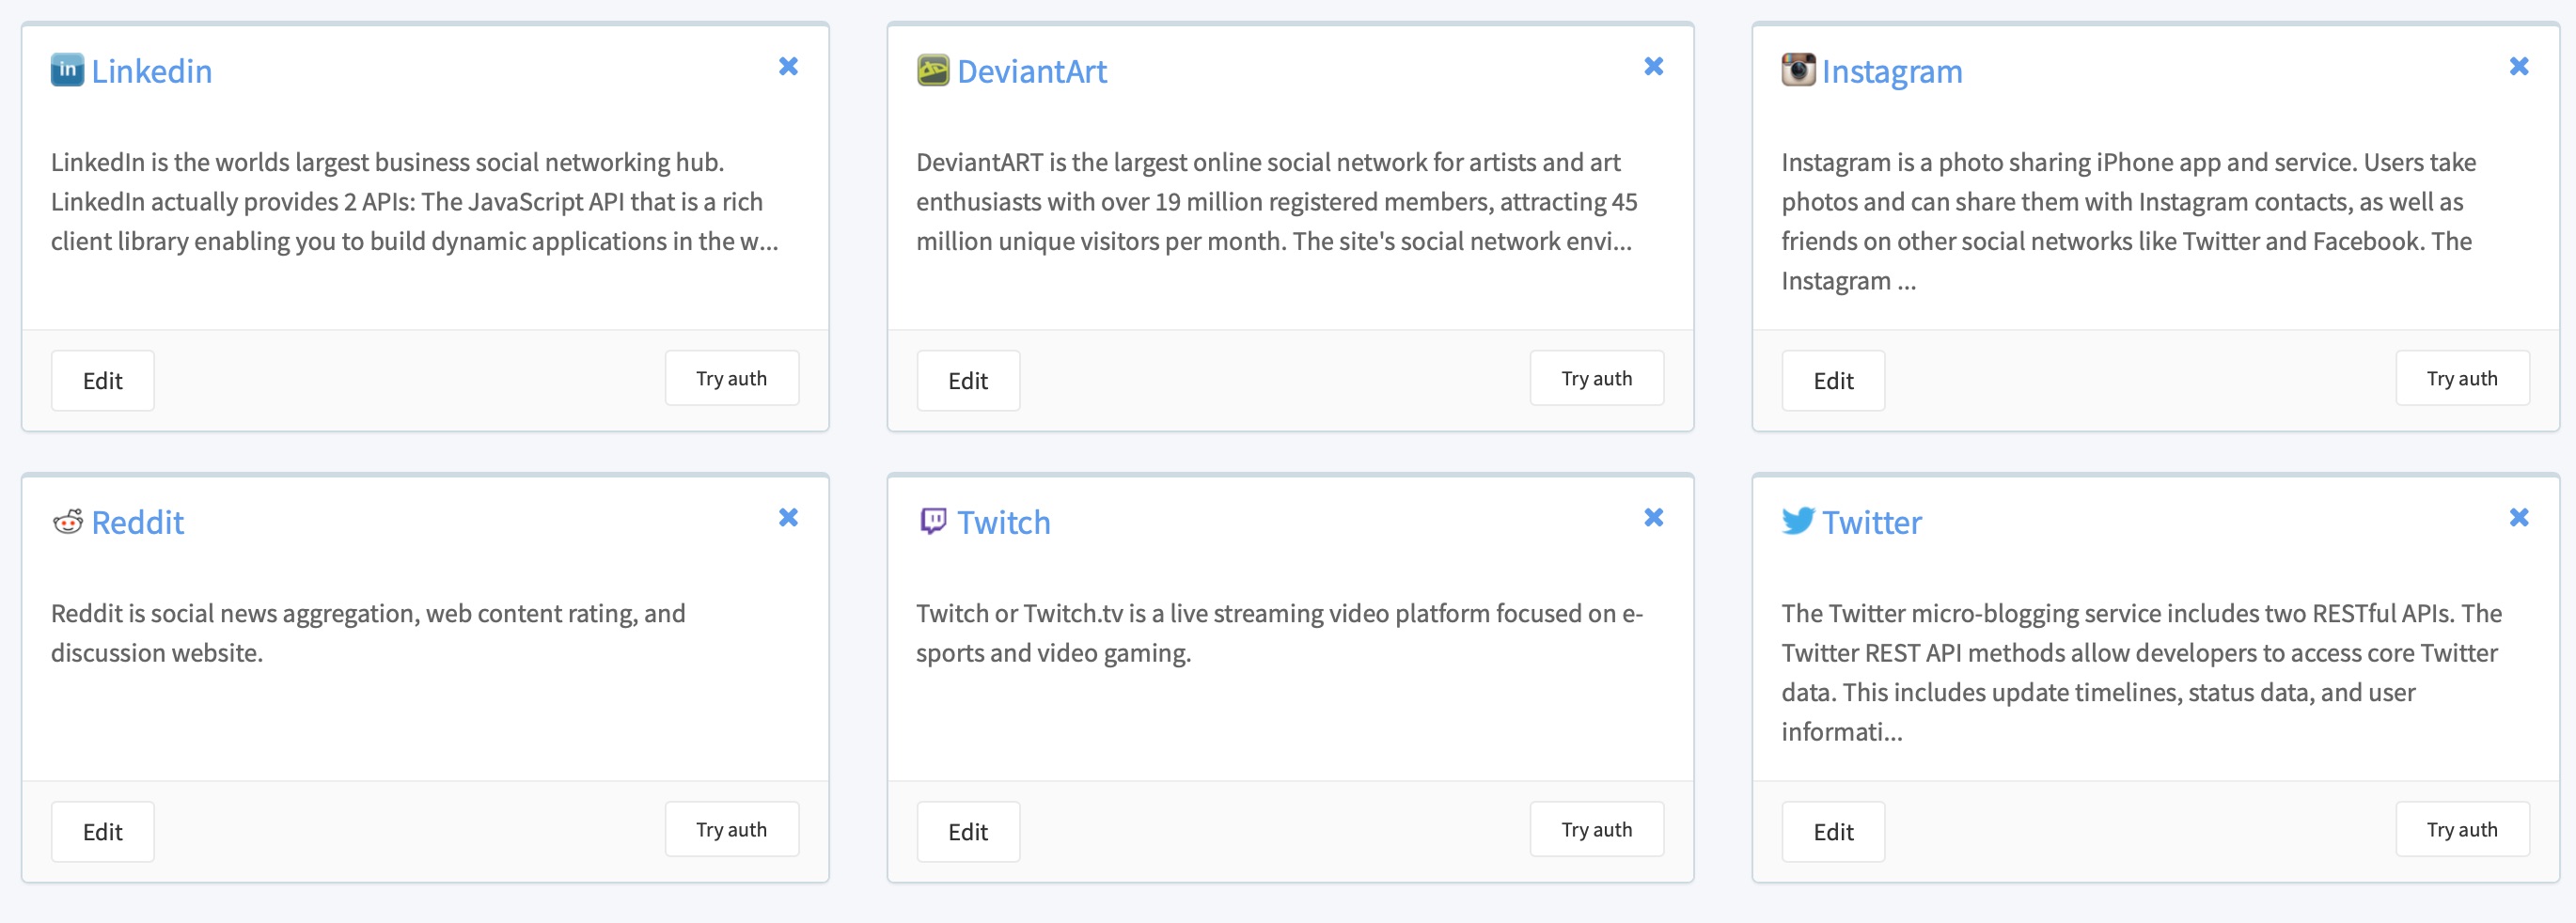 in Linkedin
LinkedIn is the worlds largest business social networking hub.
LinkedIn actually provides 2 APIs: The JavaScript API that is a rich
client library enabling you to build dynamic applications in the w...
Edit
Try auth
DeviantArt
DeviantART is the largest online social network for artists and art
enthusiasts with over 19 million registered members, attracting 45
million unique visitors per month. The site's social network envi...
Edit
Try auth
Instagram
Instagram is a photo sharing iPhone app and service. Users take
photos and can share them with Instagram contacts, as well as
friends on other social networks like Twitter and Facebook. The
Instagram ...
Edit
Try auth
Reddit
Reddit is social news aggregation, web content rating, and
discussion website.
Edit
Try auth
Twitch
Twitch or Twitch.tv is a live streaming video platform focused on e-
sports and video gaming.
Edit
Try auth
Twitter
The Twitter micro-blogging service includes two RESTful APIs. The
Twitter REST API methods allow developers to access core Twitter
data. This includes update timelines, status data, and user
informati...
Edit
Try auth